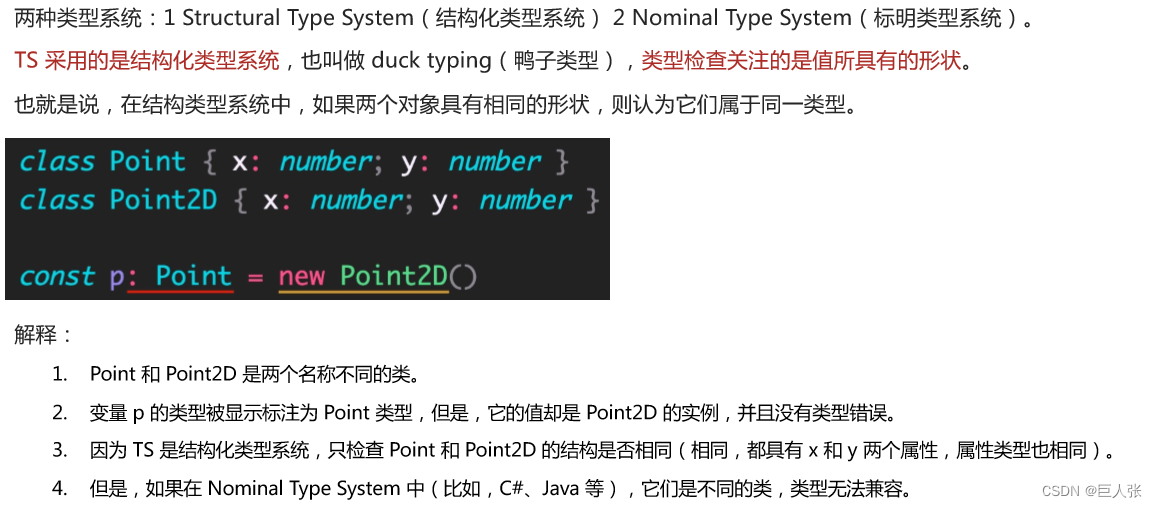 两种类型系统：1 Structural Type System（结构化类型系统） 2 Nominal Type System（标明类型系统）。
TS 采用的是结构化类型系统，也叫做 duck typing（鸭子类型），类型检查关注的是值所具有的形状。
也就是说，在结构类型系统中，如果两个对象具有相同的形状，则认为它们属于同一类型。
class Point { x: number; y: number }
class Point2D { x: number; y: number }
const p: Point = new Point2D()
解释：
1. Point 和 Point2D 是两个名称不同的类。
2. 变量 p 的类型被显示标注为 Point 类型，但是，它的值却是 Point2D 的实例，并且没有类型错误。
3. 因为 TS 是结构化类型系统，只检查 Point 和 Point2D 的结构是否相同（相同，都具有 x 和 y 两个属性，属性类型也相同）。
4. 但是，如果在 Nominal Type System 中（比如，C#、Java 等），它们是不同的类，类型无法兼容。
CSDN @巨人张